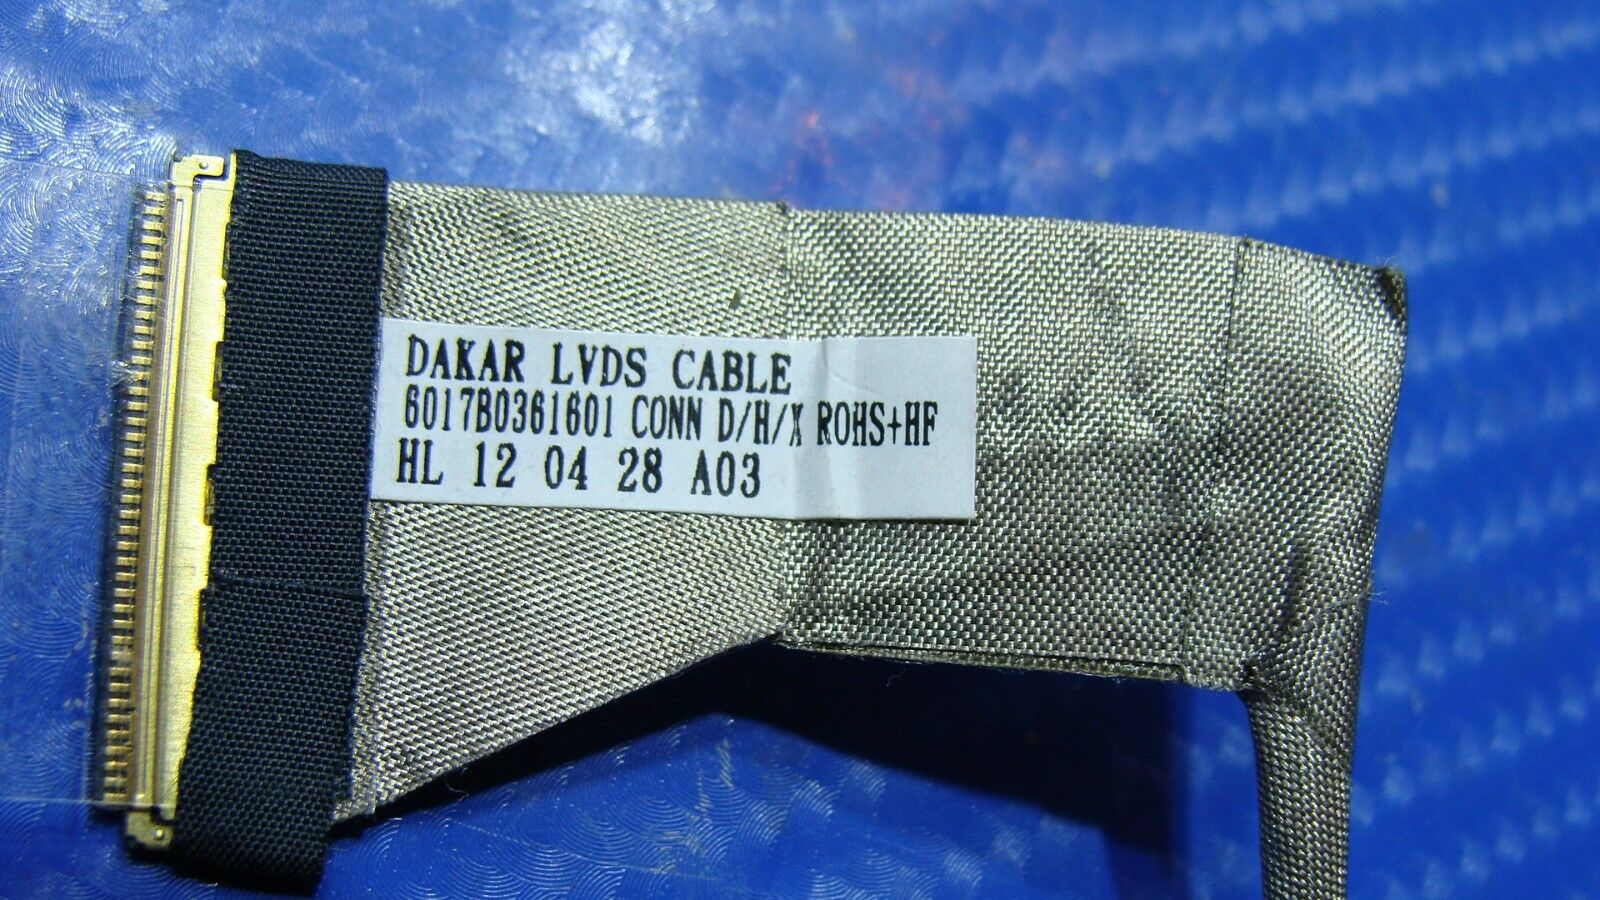 DAKAR LVDS CABLE
6017B0361601 CONN D/H/X ROHS+HF
HL 12 04 28 A03